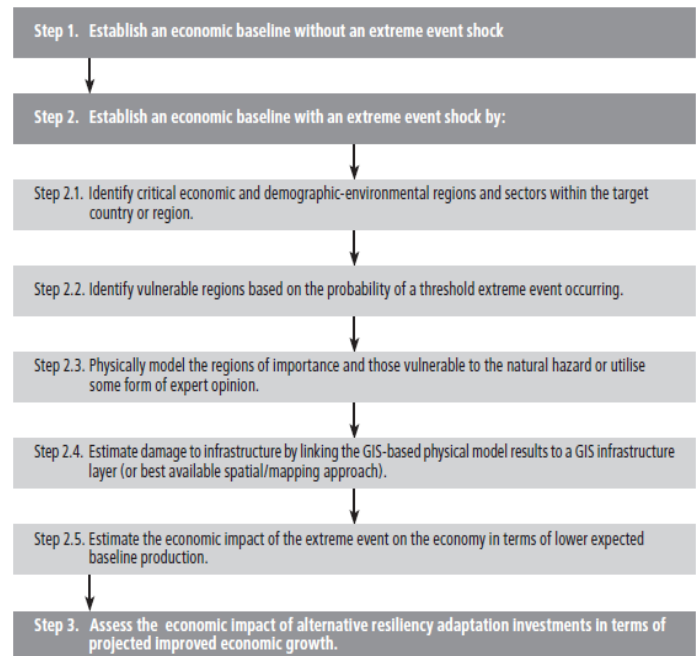 Step 1. Establish an economic baseline without an extreme event shock
Step 2. Establish an economic baseline with an extreme event shock by:
Step 2.1. Identify critical economic and demographic-environmental regions and sectors within the target
country or region.
Step 2.2. Identify vulnerable regions based on the probability of a threshold extreme event occurring.
Step 2.3. Physically model the regions of importance and those vulnerable to the natural hazard or utilise
some form of expert opinion.
Step 2.4. Estimate damage to infrastructure by linking the GIS-based physical model results to a GIS infrastructure
layer (or best available spatial/mapping approach).
Step 2.5. Estimate the economic impact of the extreme event on the economy in terms of lower expected
baseline production.
Step 3. Assess the economic impact of alternative resiliency adaptation investments in terms of
projected improved economic growth.